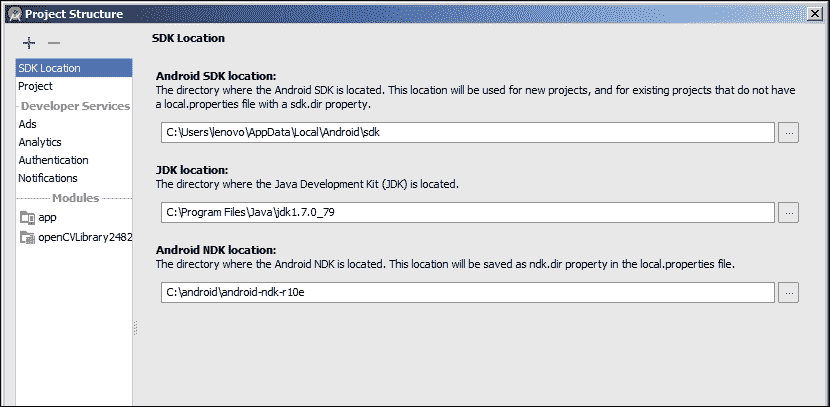 Project Structure
SDK Location
Project
Developer Services
Ads
Analytics
Authentication
Notifications
Modules
app
openCVLibrary2482
SDK Location
Android SDK location:
The directory where the Android SDK is located. This location will be used for new projects, and for existing projects that do not have
a local.properties file with a sdk.dir property.
C:\Users\lenovo\AppData\Local\Android\sdk
...
JDK location:
The directory where the Java Development Kit (JDK) is located.
C:\Program Files\Java\jdk1.7.0_79
...
Android NDK location:
The directory where the Android NDK is located. This location will be saved as ndk.dir property in the local.properties file.
C:\android\android-ndk-r10e
...